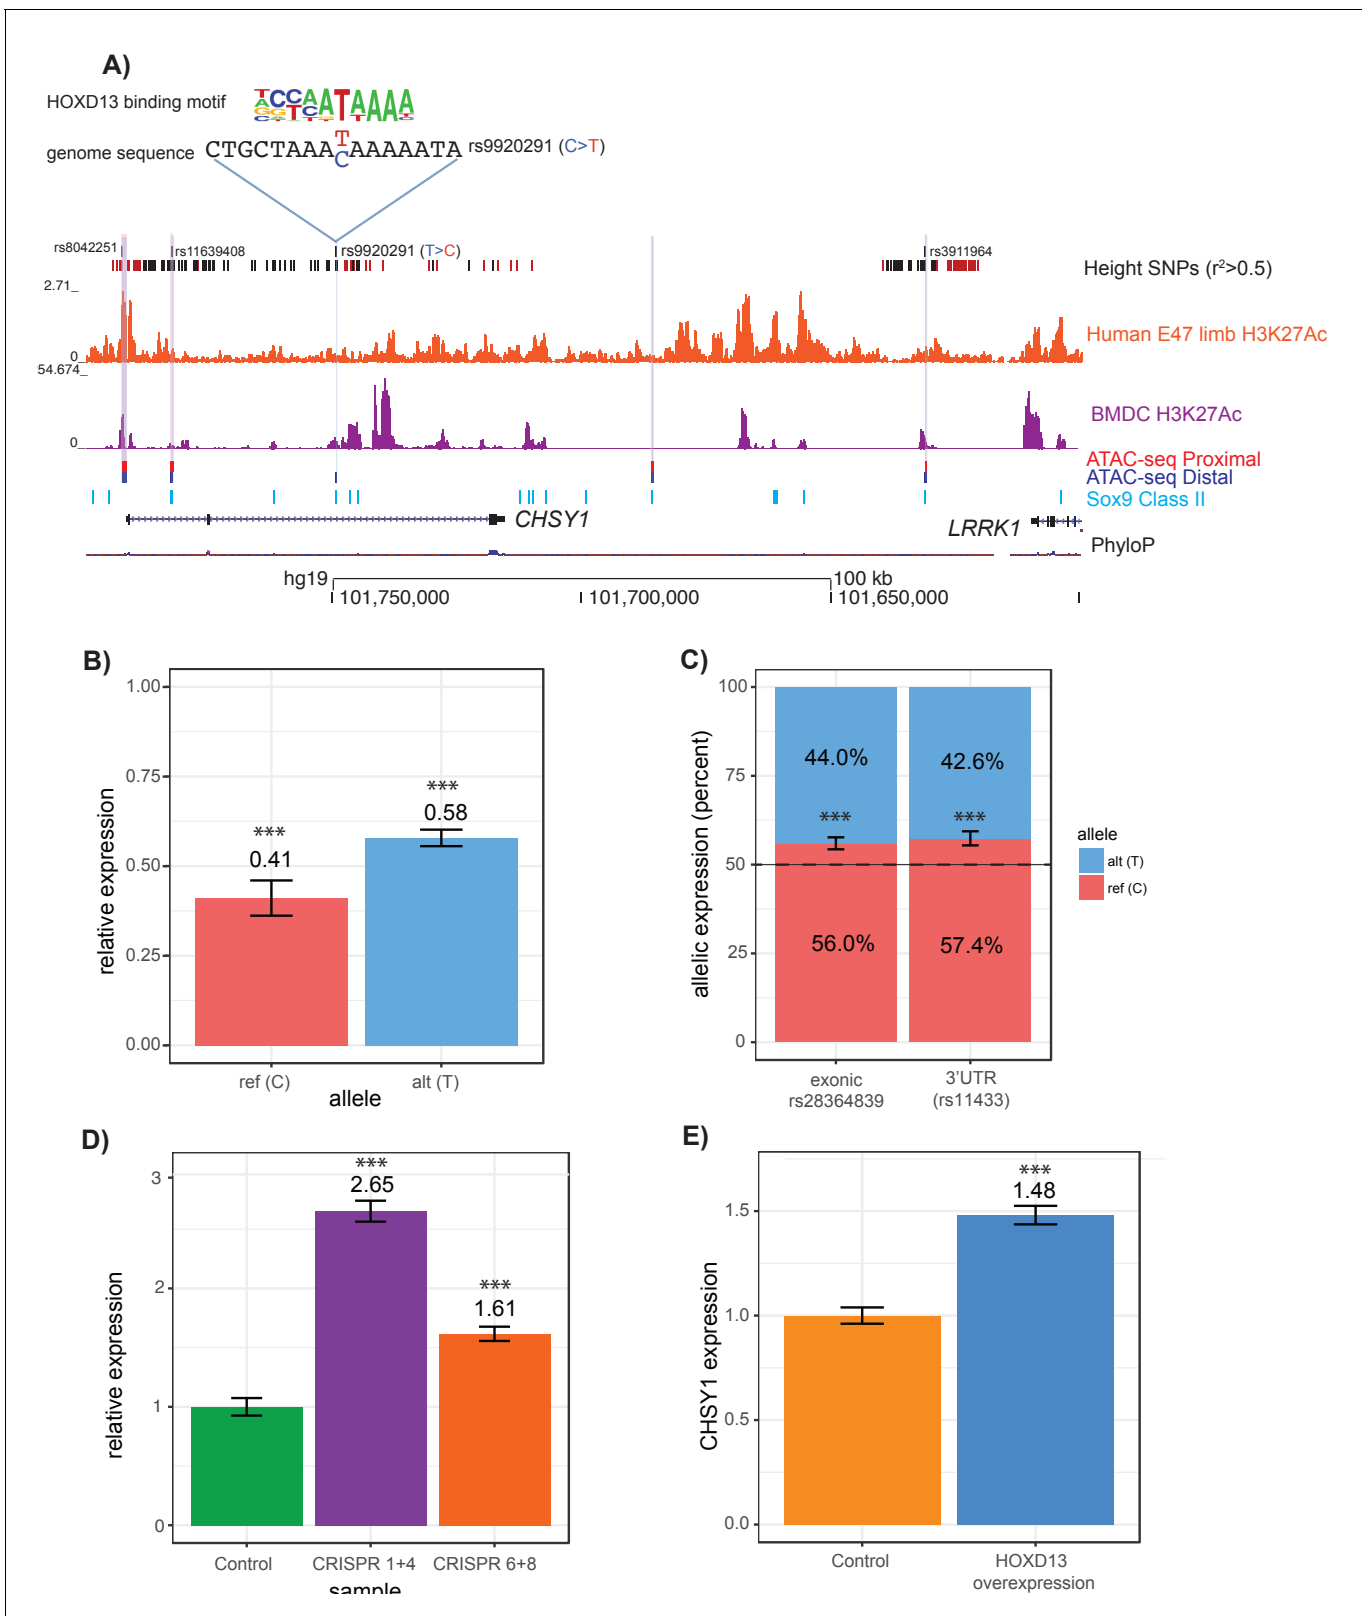 A)
HOXD13 binding motif
T
genome sequence CTGCTAAA AAAAATA rs9920291 (C>T)
C
rs8042251 rs11639408 rs9920291 (T>C) rs3911964
Height SNPs (r²>0.5)
2.71_
Human E47 limb H3K27Ac
0_
54.674_
BMDC H3K27Ac
0_
ATAC-seq Proximal
ATAC-seq Distal
Sox9 Class II
CHSY1
LRRK1
PhyloP
hg19 100 kb
101,750,000 101,700,000 101,650,000
B)
relative expression
1.00
0.75
0.50
0.25
0.00
***
0.41
***
0.58
ref (C) alt (T)
allele
C)
allelic expression (percent)
100
75
50
25
0
44.0% 42.6%
*** ***
56.0% 57.4%
exonic
rs28364839
3'UTR
(rs11433)
allele
alt (T)
ref (C)
D)
relative expression
3
2
1
0
***
2.65
***
1.61
Control CRISPR 1+4 CRISPR 6+8
sample
E)
CHSY1 expression
1.5
1.0
0.5
0.0
***
1.48
Control
HOXD13
overexpression